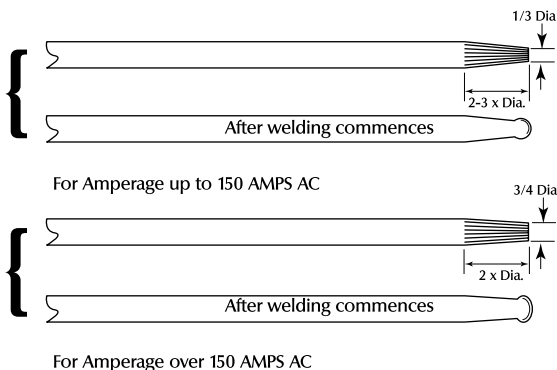 1/3 Dia
2-3 x Dia.
After welding commences
For Amperage up to 150 AMPS AC
3/4 Dia
2 x Dia.
After welding commences
For Amperage over 150 AMPS AC